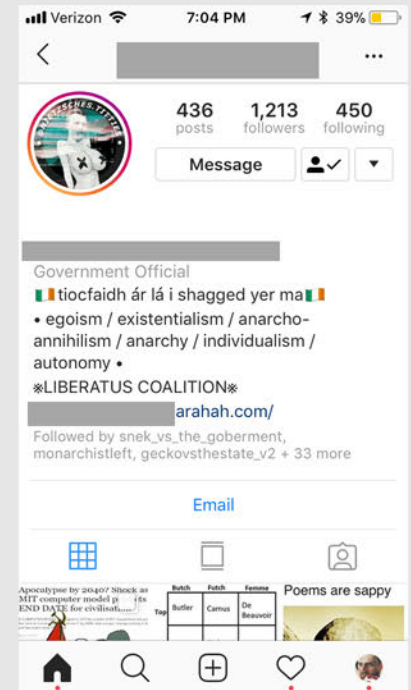 Verizon 7:04 PM 39%
436 1,213 450
posts followers following
Message
Government Official
tiocfaidh ár lá i shagged yer ma
• egoism / existentialism / anarcho-
annihilism / anarchy / individualism /
autonomy •
※LIBERATUS COALITION※
arahah.com/
Followed by snek_vs_the_goberment,
monarchistleft, geckovsthestate_v2 + 33 more
Email
Apocalypse by 2040? Shock as
MIT computer model
END DATE for civilisation
Butch Futch Femme
Top Butler Camus De
Beauvoir
Poems are sappy